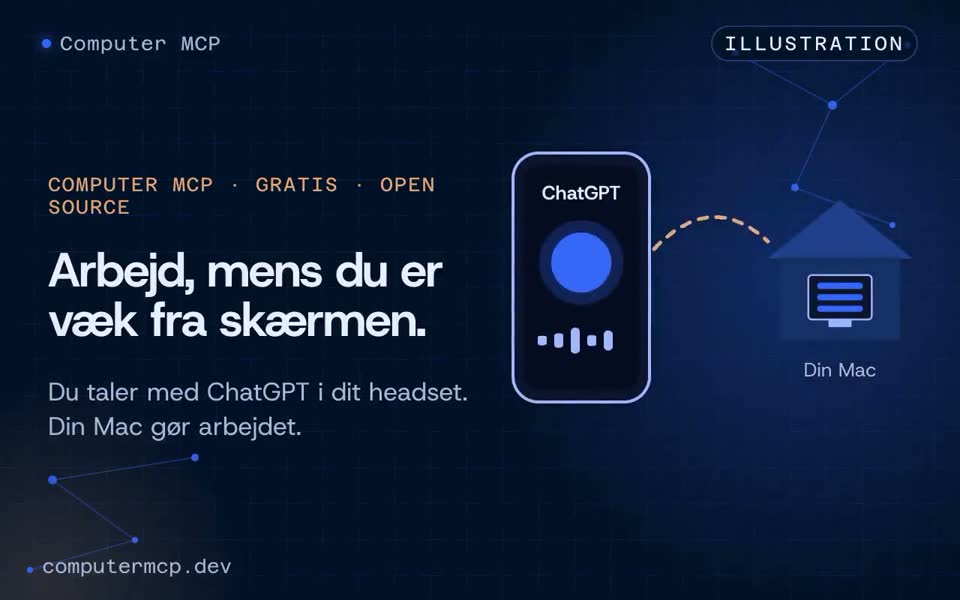 Computer MCP
ILLUSTRATION
COMPUTER MCP · GRATIS · OPEN
SOURCE
Arbejd, mens du er
væk fra skærmen.
Du taler med ChatGPT i dit headset.
Din Mac gør arbejdet.
ChatGPT
Din Mac
computermcp.dev